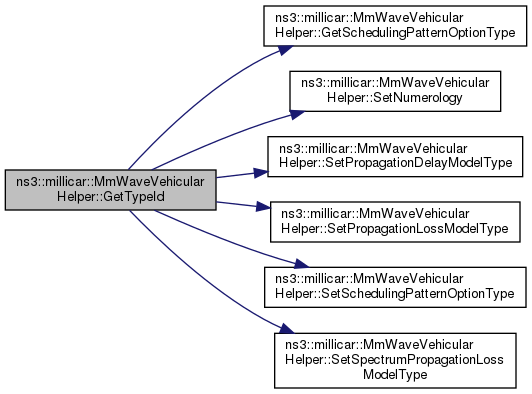 ns3::millicar::MmWaveVehicular
Helper::GetSchedulingPatternOptionType
ns3::millicar::MmWaveVehicular
Helper::SetNumerology
ns3::millicar::MmWaveVehicular
Helper::SetPropagationDelayModelType
ns3::millicar::MmWaveVehicular
Helper::GetTypeId
ns3::millicar::MmWaveVehicular
Helper::SetPropagationLossModelType
ns3::millicar::MmWaveVehicular
Helper::SetSchedulingPatternOptionType
ns3::millicar::MmWaveVehicular
Helper::SetSpectrumPropagationLoss
ModelType